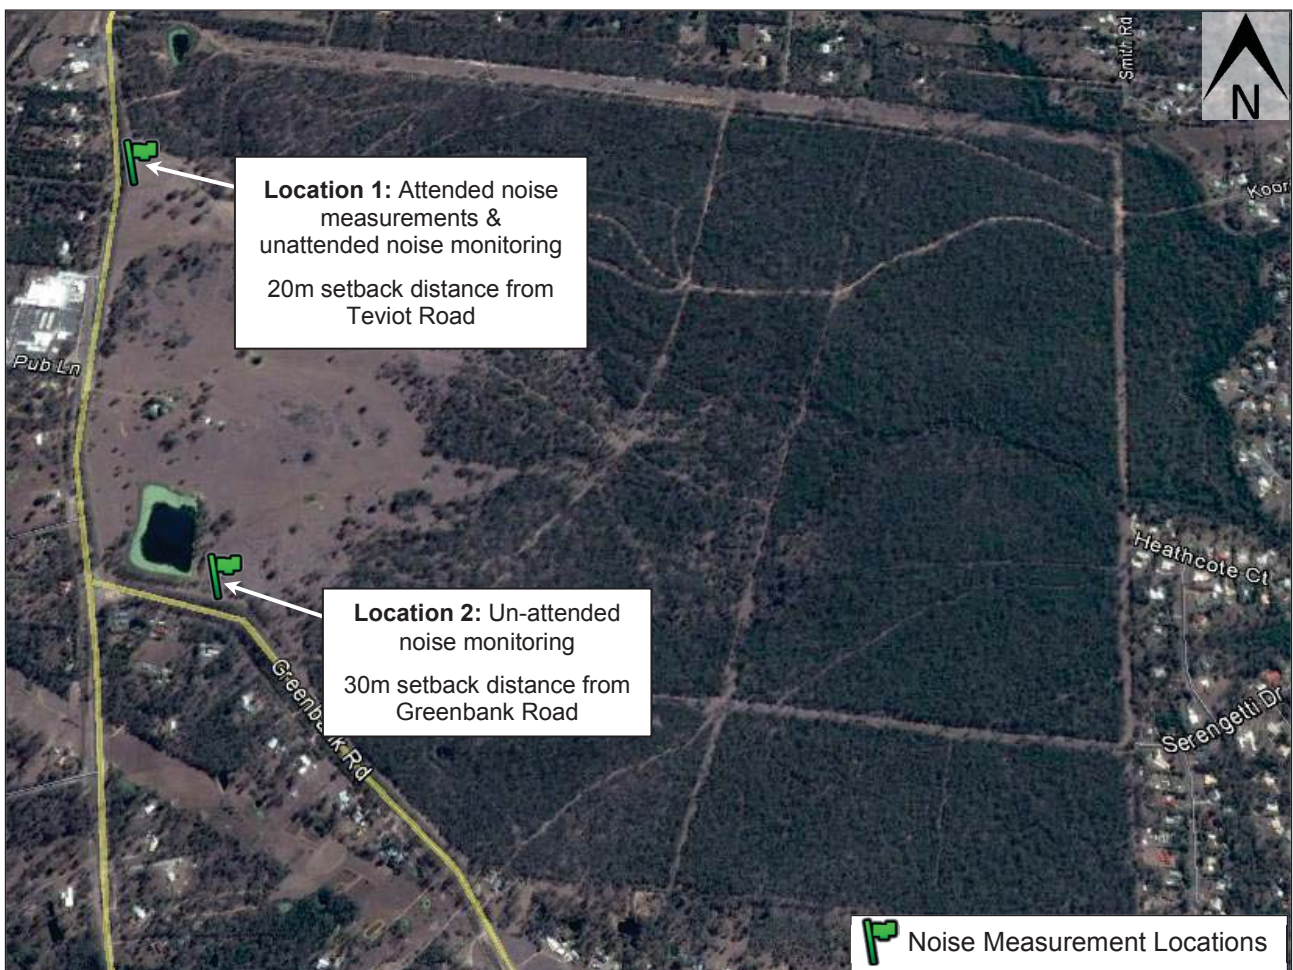 Smith Rd
N
Location 1: Attended noise
measurements &
unattended noise monitoring
20m setback distance from
Teviot Road
Koor
Pub Ln
Heathcote Ct
Location 2: Un-attended
noise monitoring
30m setback distance from
Greenbank Road
Greenbank Rd
Serengetti Dr
Noise Measurement Locations